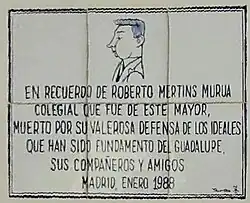 EN RECUERDO DE ROBERTO MERTINS MURUA
COLEGIAL QUE FUE DE ESTE MAYOR,
MUERTO POR SU VALEROSA DEFENSA DE LOS IDEALES
QUE HAN SIDO FUNDAMENTO DEL GUADALUPE,
SUS COMPAÑEROS Y AMIGOS
MADRID, ENERO 1988